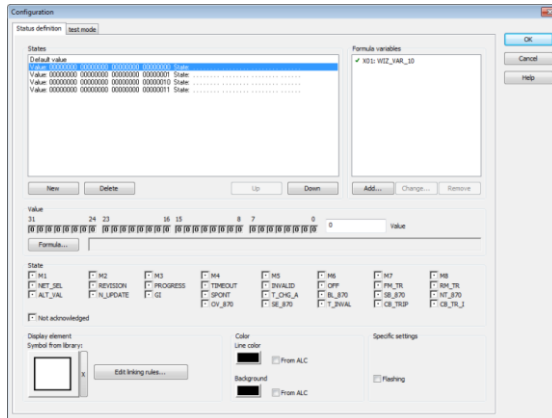 Configuration
Status definition test mode
OK
Cancel
Help
States
Default value
Value: 00000000 00000000 00000000 00000000 State:
Value: 00000000 00000000 00000000 00000001 State:
Value: 00000000 00000000 00000000 00000010 State:
Value: 00000000 00000000 00000000 00000011 State:
Formula variables
X01: WIZ_VAR_10
New Delete Up Down
Add... Change... Remove
Value
31 24 23 16 15 8 7 0
0 Value
Formula...
State
M1 M2 M3 M4 M5 M6 M7 M8
NET_SEL REVISION PROGRESS TIMEOUT INVALID OFF FM_TR RM_TR
ALT_VAL N_UPDATE GI SPONT T_CHG_A BL_870 SB_870 NT_870
OV_870 SE_870 T_INVAL CB_TRIP CB_TR_I
Not acknowledged
Display element
Symbol from library:
X
Edit linking rules...
Color
Line color
From ALC
Background
From ALC
Specific settings
Flashing